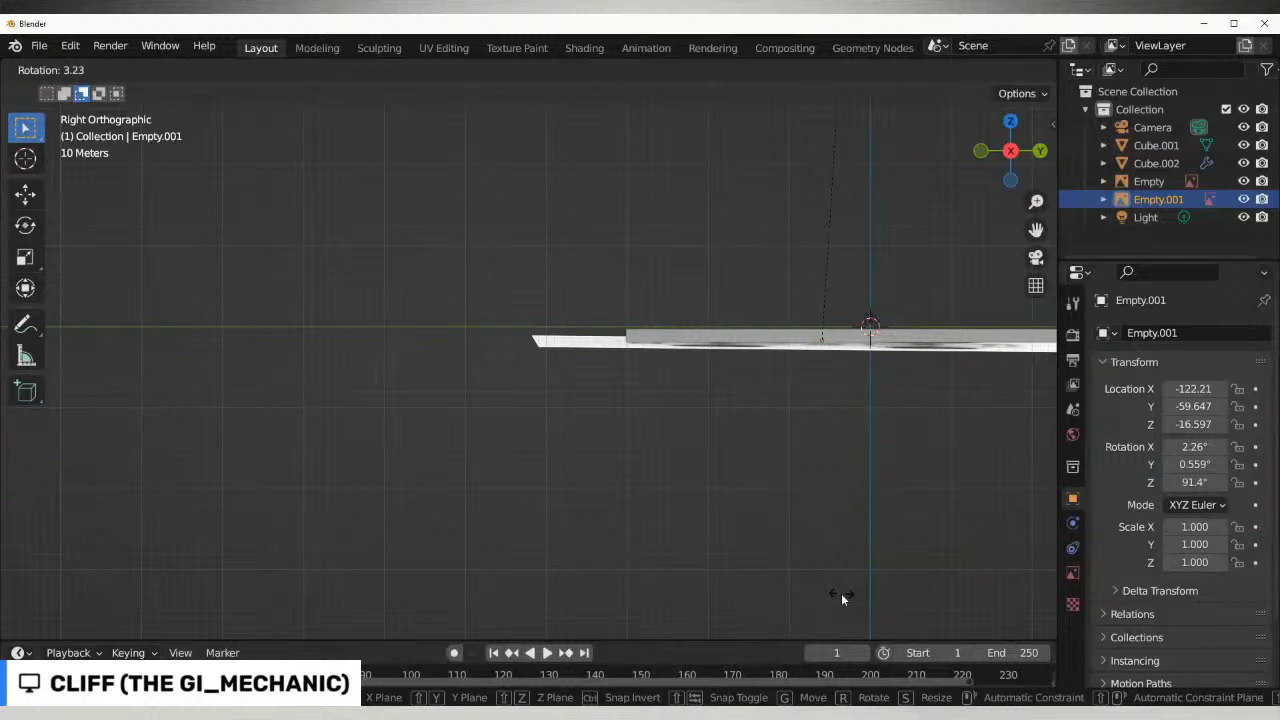 Blender
File Edit Render Window Help
Layout Modeling Sculpting UV Editing Texture Paint Shading Animation Rendering Compositing Geometry Nodes
Scene
ViewLayer
Rotation: 3.23
Options
Right Orthographic
(1) Collection | Empty.001
10 Meters
Z
X
Y
Scene Collection
Collection
Camera
Cube.001
Cube.002
Empty
Empty.001
Light
Empty.001
Empty.001
Transform
Location X -122.21
Y -59.647
Z -16.597
Rotation X 2.26°
Y 0.559°
Z 91.4°
Mode XYZ Euler
Scale X 1.000
Y 1.000
Z 1.000
Delta Transform
Relations
Collections
Instancing
Motion Paths
Playback Keying View Marker
1 Start 1 End 250
90 100 110 120 130 140 150 160 170 180 190 200 210 220 230
CLIFF (THE GI_MECHANIC)
X Plane Y Plane Z Plane Ctrl Snap Invert Snap Toggle G Move R Rotate S Resize Automatic Constraint Automatic Constraint Plane